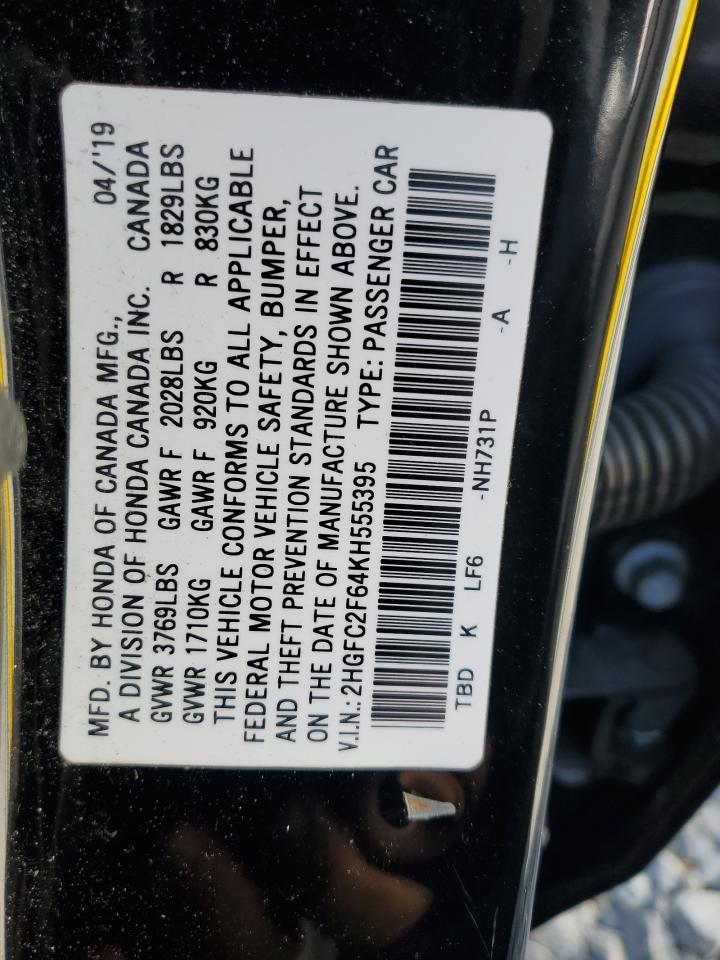 MFD. BY HONDA OF CANADA MFG., 04/'19
A DIVISION OF HONDA CANADA INC. CANADA
GVWR 3769LBS GAWR F 2028LBS R 1829LBS
GVWR 1710KG GAWR F 920KG R 830KG
THIS VEHICLE CONFORMS TO ALL APPLICABLE
FEDERAL MOTOR VEHICLE SAFETY, BUMPER,
AND THEFT PREVENTION STANDARDS IN EFFECT
ON THE DATE OF MANUFACTURE SHOWN ABOVE.
V.I.N.: 2HGFC2F64KH555395 TYPE: PASSENGER CAR
TBD K LF6 -NH731P -A -H